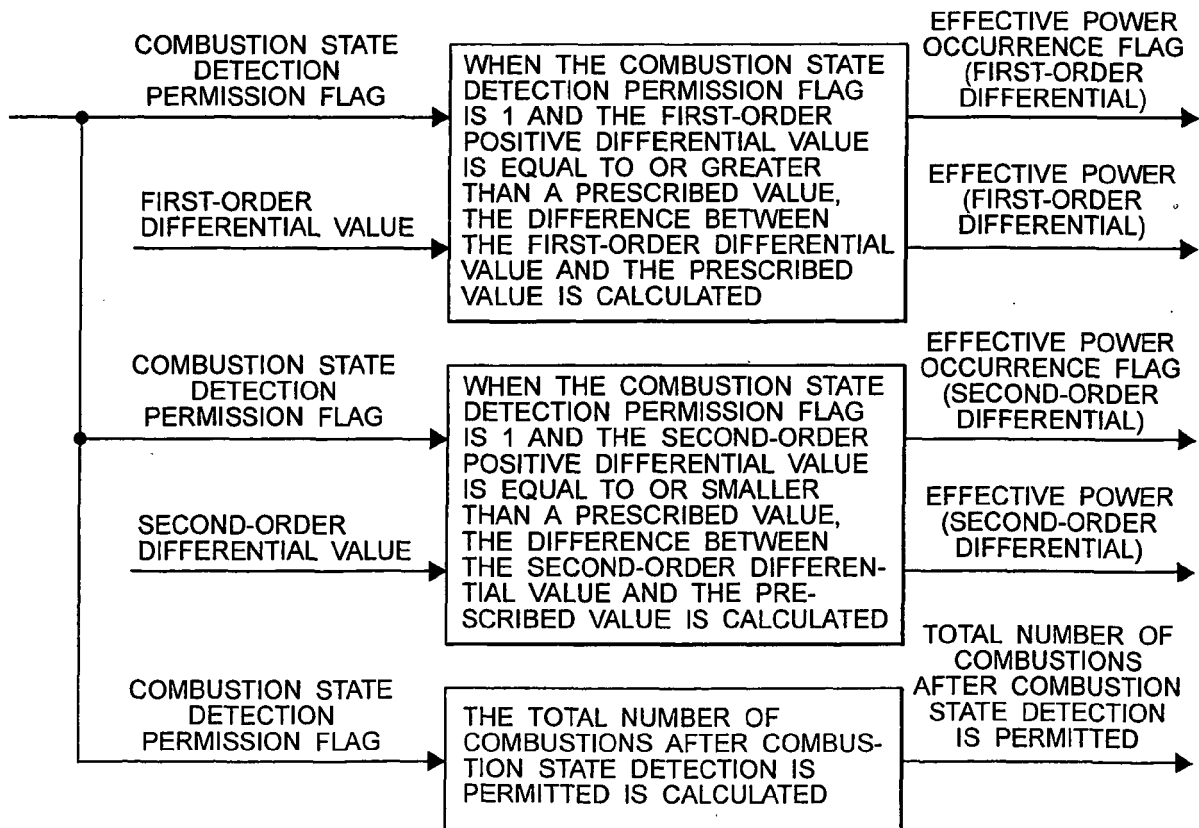 COMBUSTION STATE
DETECTION
PERMISSION FLAG
FIRST-ORDER
DIFFERENTIAL VALUE
WHEN THE COMBUSTION STATE
DETECTION PERMISSION FLAG
IS 1 AND THE FIRST-ORDER
POSITIVE DIFFERENTIAL VALUE
IS EQUAL TO OR GREATER
THAN A PRESCRIBED VALUE,
THE DIFFERENCE BETWEEN
THE FIRST-ORDER DIFFERENTIAL
VALUE AND THE PRESCRIBED
VALUE IS CALCULATED
EFFECTIVE POWER
OCCURRENCE FLAG
(FIRST-ORDER
DIFFERENTIAL)
EFFECTIVE POWER
(FIRST-ORDER
DIFFERENTIAL)
COMBUSTION STATE
DETECTION
PERMISSION FLAG
SECOND-ORDER
DIFFERENTIAL VALUE
WHEN THE COMBUSTION STATE
DETECTION PERMISSION FLAG
IS 1 AND THE SECOND-ORDER
POSITIVE DIFFERENTIAL VALUE
IS EQUAL TO OR SMALLER
THAN A PRESCRIBED VALUE,
THE DIFFERENCE BETWEEN
THE SECOND-ORDER DIFFEREN-
TIAL VALUE AND THE PRE-
SCRIBED VALUE IS CALCULATED
EFFECTIVE POWER
OCCURRENCE FLAG
(SECOND-ORDER
DIFFERENTIAL)
EFFECTIVE POWER
(SECOND-ORDER
DIFFERENTIAL)
COMBUSTION STATE
DETECTION
PERMISSION FLAG
THE TOTAL NUMBER OF
COMBUSTIONS AFTER COMBUS-
TION STATE DETECTION IS
PERMITTED IS CALCULATED
TOTAL NUMBER OF
COMBUSTIONS
AFTER COMBUSTION
STATE DETECTION
IS PERMITTED